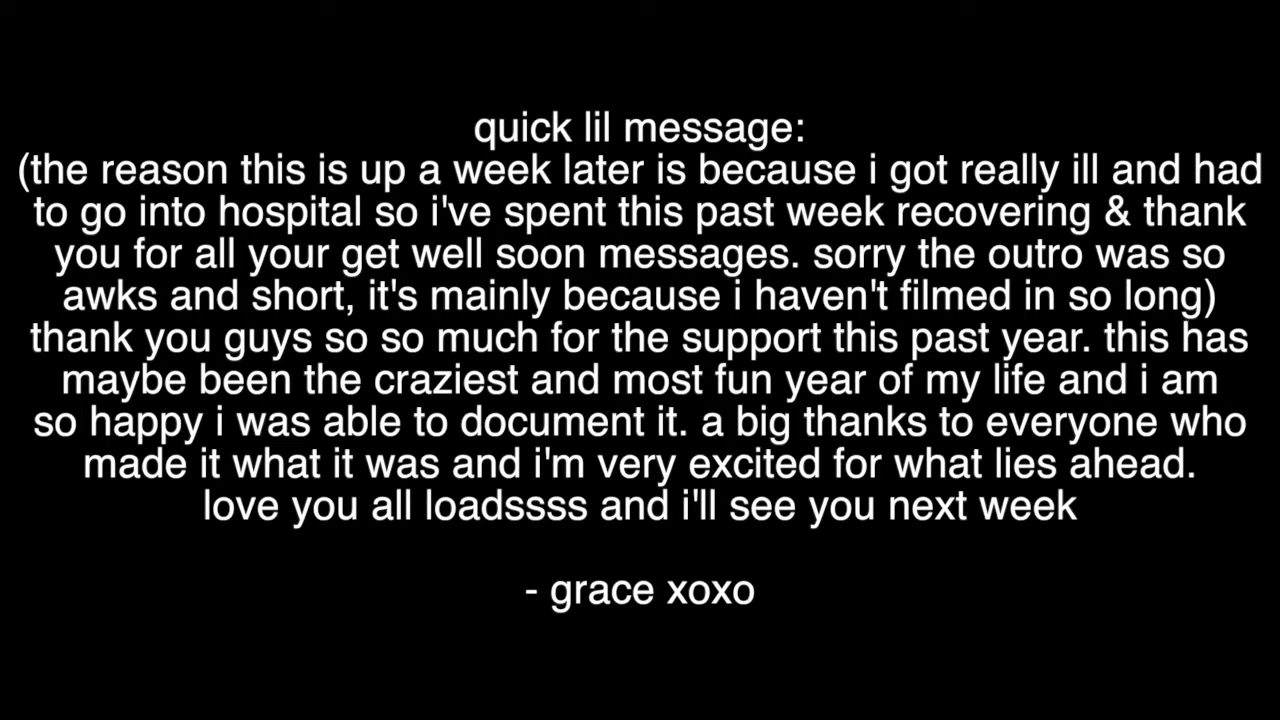 quick lil message:
(the reason this is up a week later is because i got really ill and had
to go into hospital so i've spent this past week recovering & thank
you for all your get well soon messages. sorry the outro was so
awks and short, it's mainly because i haven't filmed in so long)
thank you guys so so much for the support this past year. this has
maybe been the craziest and most fun year of my life and i am
so happy i was able to document it. a big thanks to everyone who
made it what it was and i'm very excited for what lies ahead.
love you all loadssss and i'll see you next week
- grace xoxo